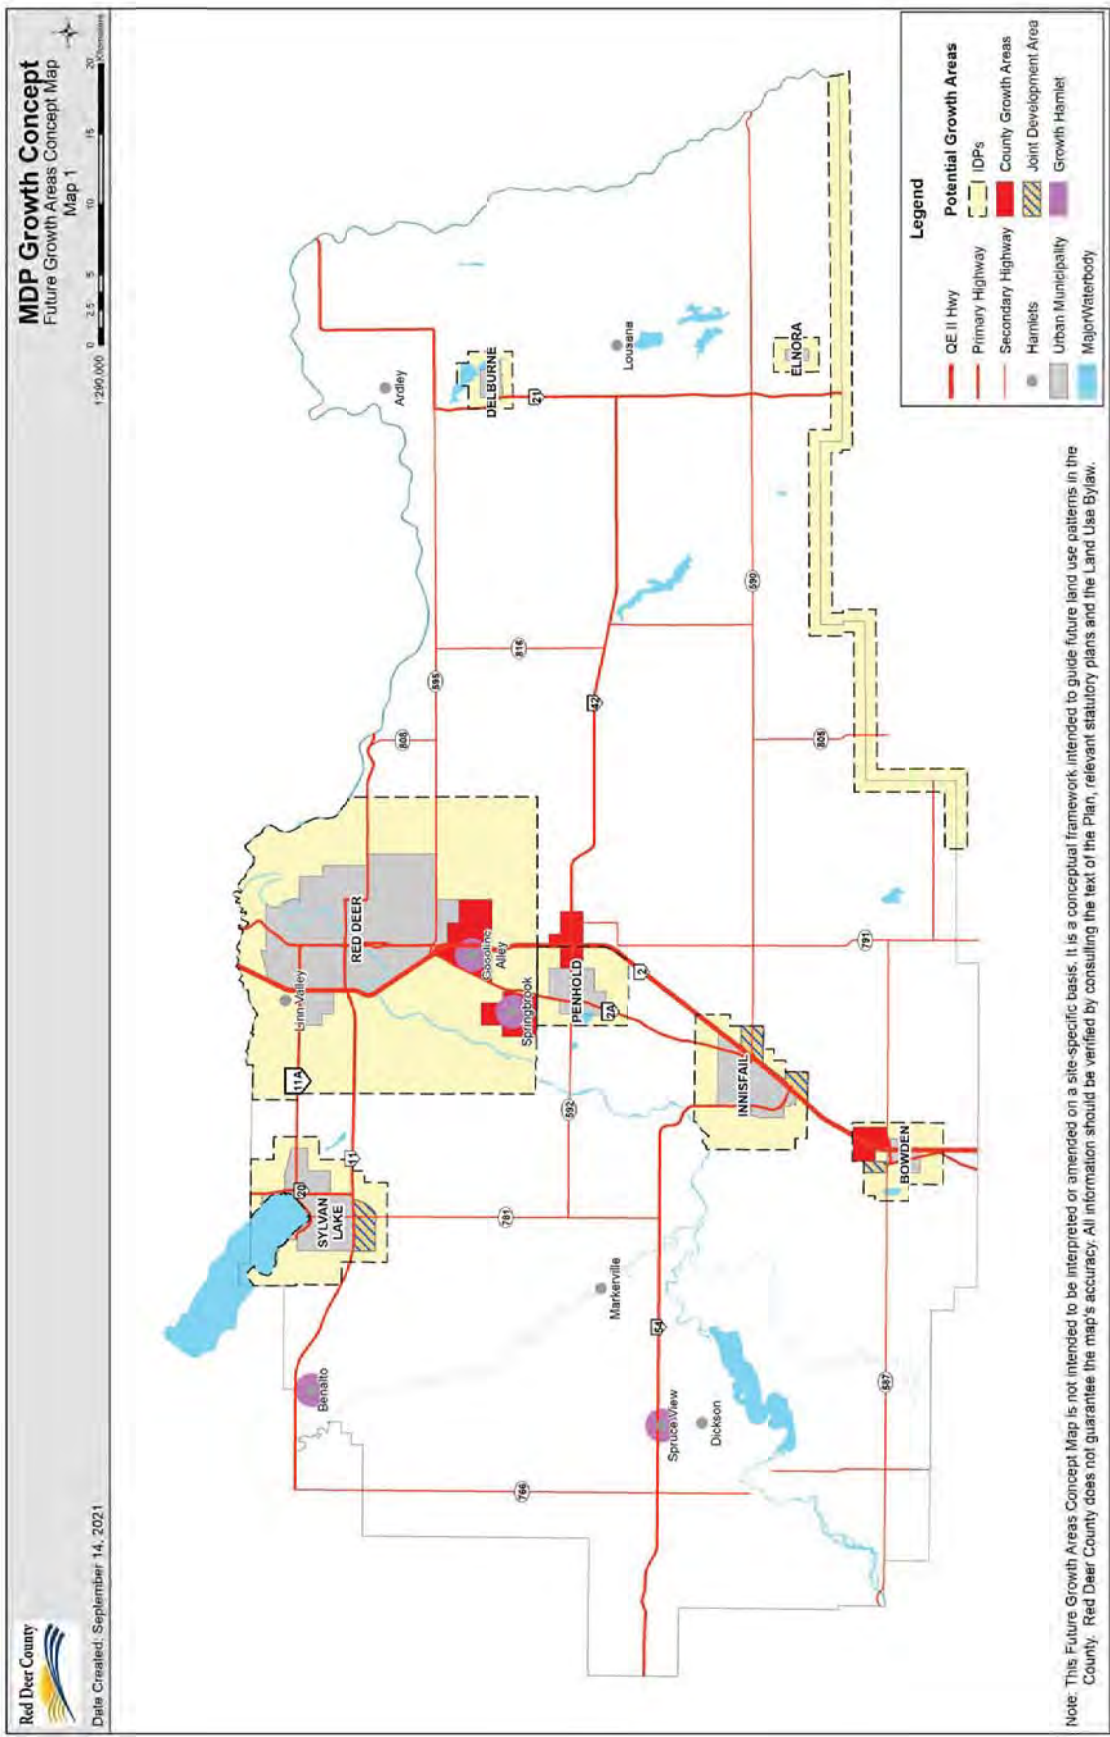 Red Deer County
Date Created: September 14, 2021
MDP Growth Concept
Future Growth Areas Concept Map
Map 1
1:290,000
0 2.5 5 10 15 20
Kilometers
Linn Valley
RED DEER
11A
11
20
SYLVAN
LAKE
Benalto
Gasoline
Alley
Springbrook
PENHOLD
2A
2
592
781
766
Markerville
54
Spruce View
Dickson
INNISFAIL
BOWDEN
587
791
808
595
816
42
805
590
Ardley
DELBURNE
21
Lousana
ELNORA
Legend
QE II Hwy
Primary Highway
Secondary Highway
Hamlets
Urban Municipality
MajorWaterbody
Potential Growth Areas
IDPs
County Growth Areas
Joint Development Area
Growth Hamlet
Note: This Future Growth Areas Concept Map is not intended to be interpreted or amended on a site-specific basis. It is a conceptual framework intended to guide future land use patterns in the
County. Red Deer County does not guarantee the map's accuracy. All information should be verified by consulting the text of the Plan, relevant statutory plans and the Land Use Bylaw.